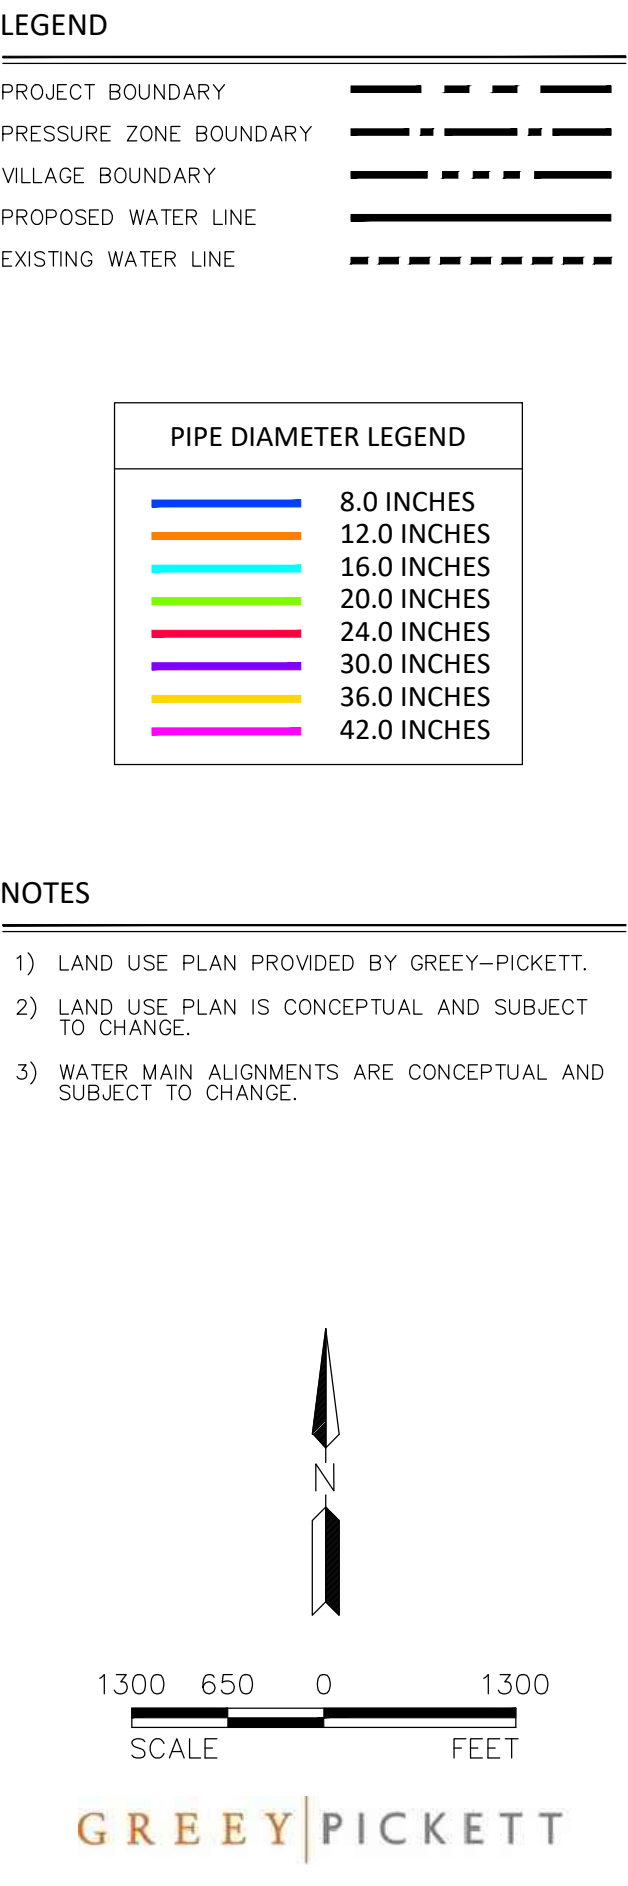 LEGEND
PROJECT BOUNDARY
PRESSURE ZONE BOUNDARY
VILLAGE BOUNDARY
PROPOSED WATER LINE
EXISTING WATER LINE
PIPE DIAMETER LEGEND
8.0 INCHES
12.0 INCHES
16.0 INCHES
20.0 INCHES
24.0 INCHES
30.0 INCHES
36.0 INCHES
42.0 INCHES
NOTES
1) LAND USE PLAN PROVIDED BY GREEY-PICKETT.
2) LAND USE PLAN IS CONCEPTUAL AND SUBJECT
TO CHANGE.
3) WATER MAIN ALIGNMENTS ARE CONCEPTUAL AND
SUBJECT TO CHANGE.
N
1300 650 0 1300
SCALE FEET
GREEY|PICKETT